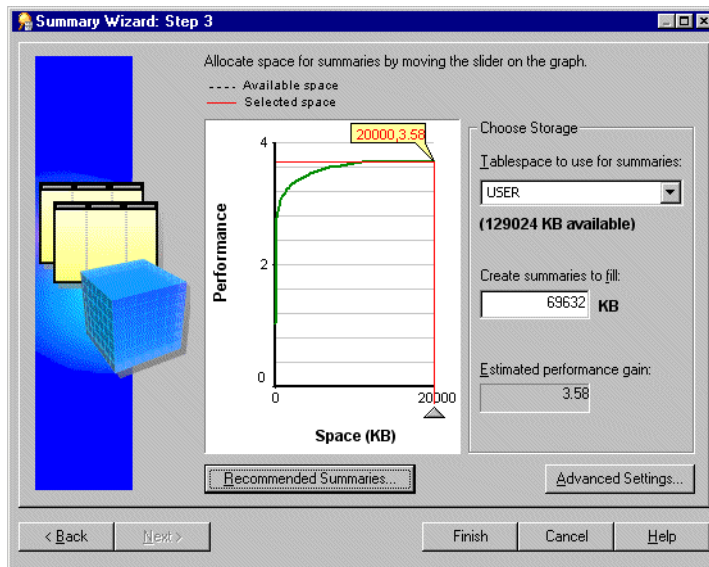 Summary Wizard: Step 3
Allocate space for summaries by moving the slider on the graph.
---- Available space
—— Selected space
20000,3.58
4
2
0
Performance
0
20000
Space (KB)
Choose Storage
Tablespace to use for summaries:
USER
(129024 KB available)
Create summaries to fill:
69632 KB
Estimated performance gain:
3.58
Recommended Summaries...
Advanced Settings...
< Back
Next >
Finish
Cancel
Help